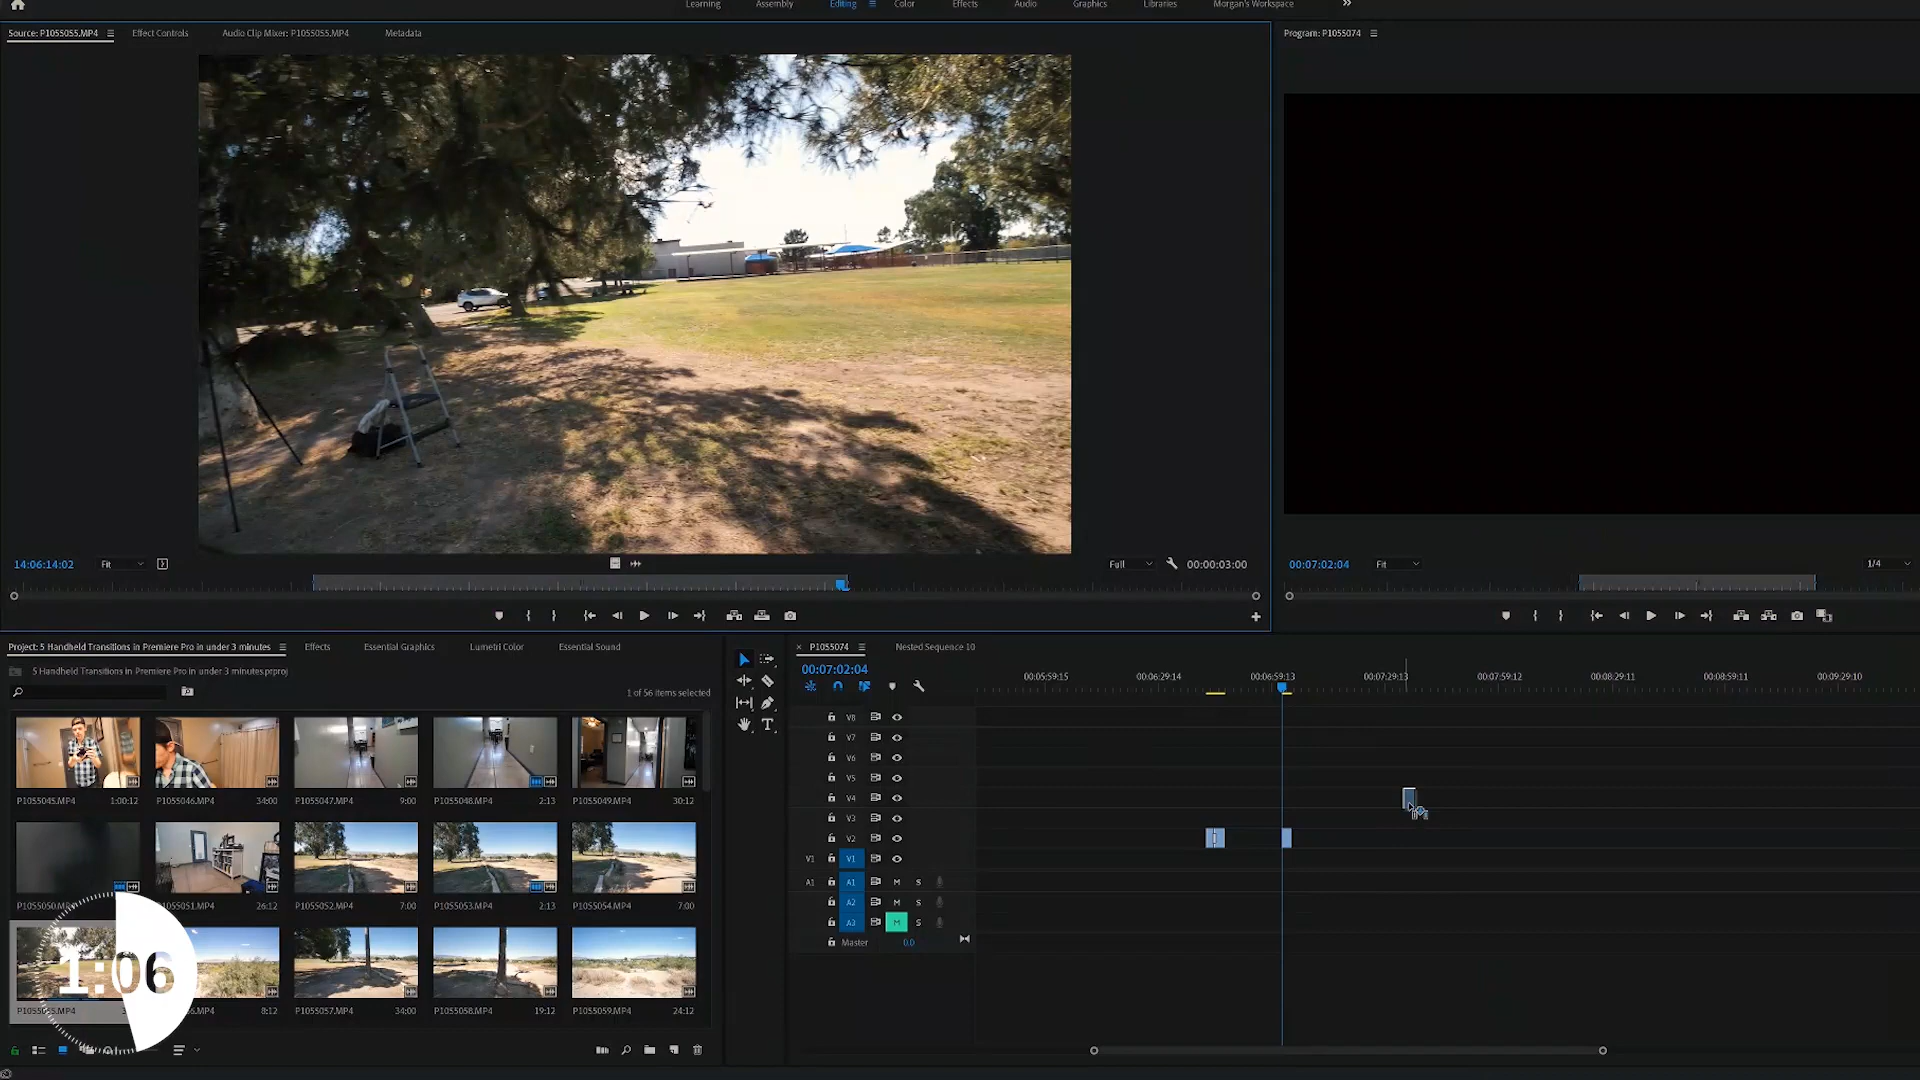 Learning Assembly Editing Color Effects Audio Graphics Libraries Morgan's Workspace
Source: P1055055.MP4 Effect Controls Audio Clip Mixer: P1055055.MP4 Metadata
Program: P1055074
14:06:14:02 Fit Full 00:00:03:00
00:07:02:04 Fit 1/4
Project: 5 Handheld Transitions in Premiere Pro in under 3 minutes Effects Essential Graphics Lumetri Color Essential Sound
5 Handheld Transitions in Premiere Pro in under 3 minutes.prproj
1 of 56 items selected
P1055045.MP4 1:00:12 P1055046.MP4 34:00 P1055047.MP4 9:00 P1055048.MP4 2:13 P1055049.MP4 30:12
P1055050.MP4 P1055051.MP4 26:12 P1055052.MP4 7:00 P1055053.MP4 2:13 P1055054.MP4 7:00
P1055055.MP4 8:12 P1055057.MP4 34:00 P1055058.MP4 19:12 P1055059.MP4 24:12
1:06
P1055074 Nested Sequence 10
00:07:02:04
00:05:59:15 00:06:29:14 00:06:59:13 00:07:29:13 00:07:59:12 00:08:29:11 00:08:59:11 00:09:29:10
V8
V7
V6
V5
V4
V3
V2
V1 V1
A1 A1 M S
A2 M S
A3 M S
Master 0.0